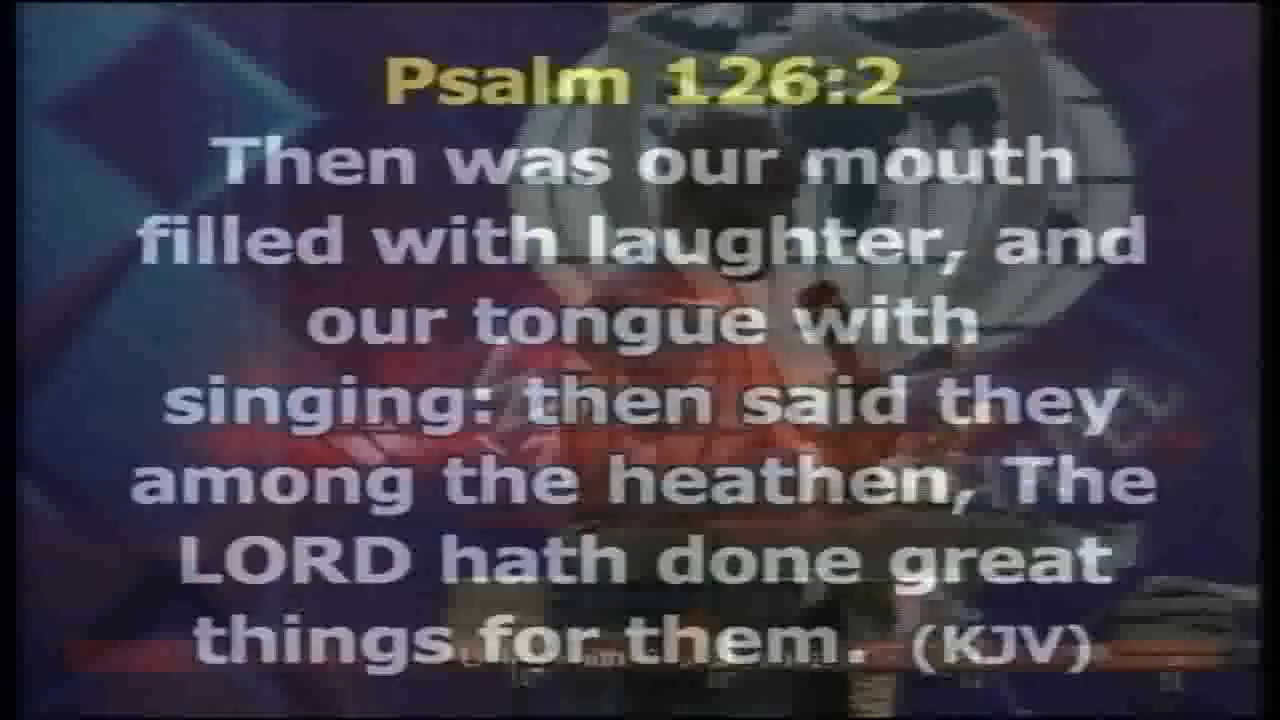 Psalm 126:2
Then was our mouth
filled with laughter, and
our tongue with
singing: then said they
among the heathen, The
LORD hath done great
things for them. (KJV)